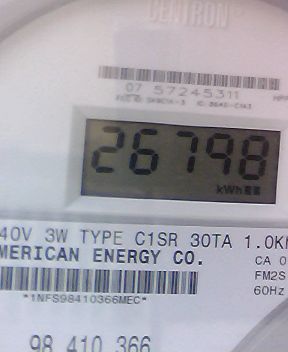 CENTRON®
07 57245311
26798
kWh
40V 3W TYPE C1SR 30TA 1.0K
MERICAN ENERGY CO.
CA 0
FM2S
60Hz
*1NFS98410366MEC*
98 410 366